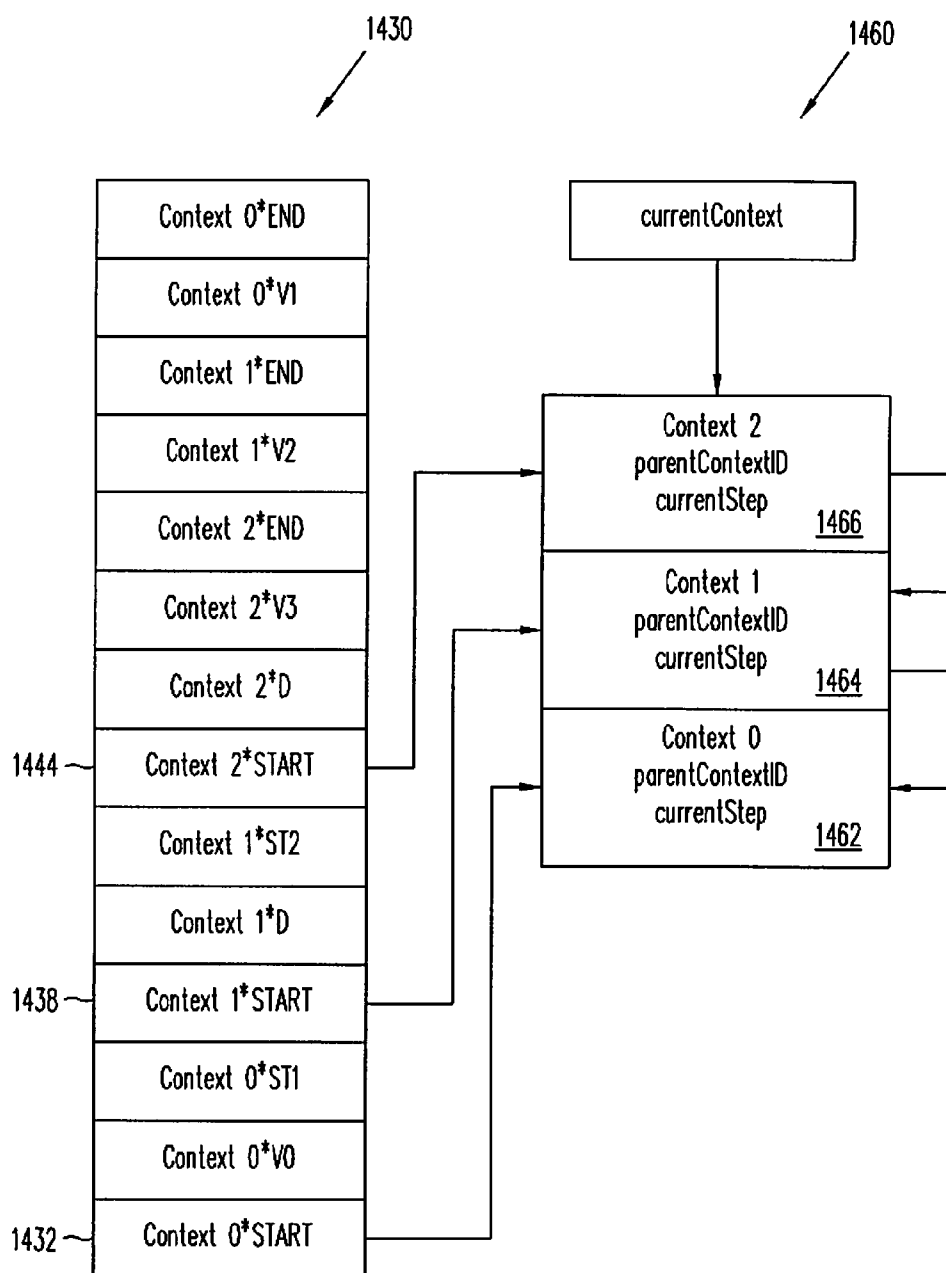 1430
1460
Context 0*END
Context 0*V1
Context 1*END
Context 1*V2
Context 2*END
Context 2*V3
Context 2*D
1444
Context 2*START
Context 1*ST2
Context 1*D
1438
Context 1*START
Context 0*ST1
Context 0*V0
1432
Context 0*START
currentContext
Context 2
parentContextID
currentStep
1466
Context 1
parentContextID
currentStep
1464
Context 0
parentContextID
currentStep
1462